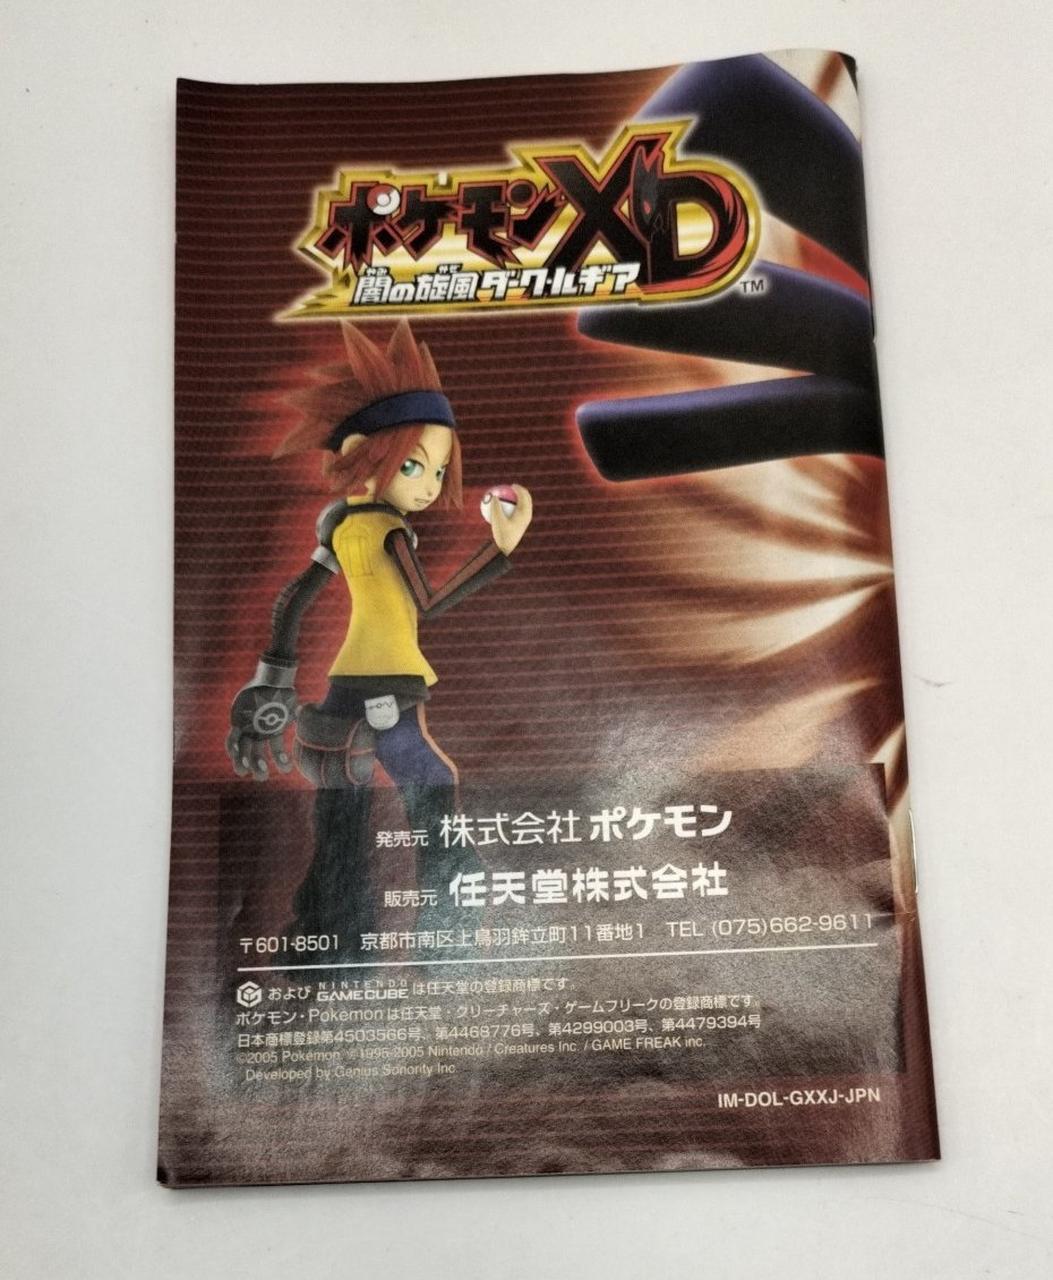 ポケモンXD
闇の旋風ダーク・ルギア TM
やみ かぜ
発売元 株式会社ポケモン
販売元 任天堂株式会社
〒601-8501 京都市南区上鳥羽鉾立町11番地1 TEL (075)662-9611
および NINTENDO GAMECUBE は任天堂の登録商標です。
ポケモン・Pokémonは任天堂・クリーチャーズ・ゲームフリークの登録商標です。
日本商標登録第4503566号、第4468776号、第4299003号、第4479394号
©2005 Pokémon. ©1995-2005 Nintendo / Creatures Inc. / GAME FREAK inc.
Developed by Genius Sonority Inc.
IM-DOL-GXXJ-JPN